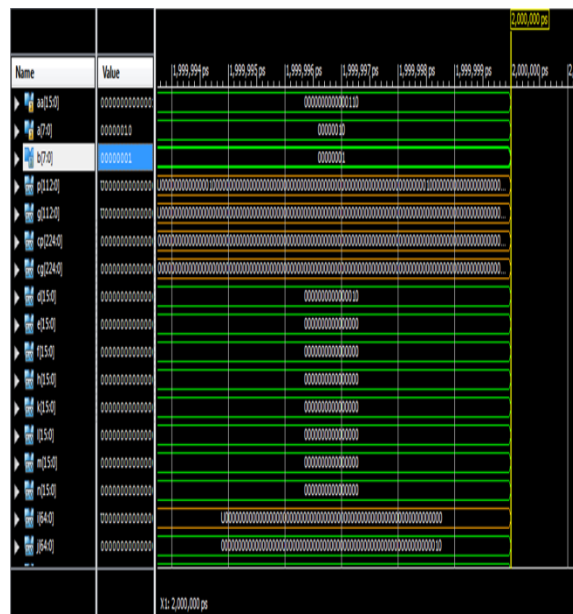 2,000,000 ps
Name Value 1,999,994 ps 1,999,995 ps 1,999,996 ps 1,999,997 ps 1,999,998 ps 1,999,999 ps 2,000,000 ps
aa[15:0] 0000000000000110
a[7:0] 00000010 00000010
b[7:0] 00000001 00000001
p[112:0]
g[112:0]
cp[224:0]
cg[224:0]
d[15:0] 0000000000000010
e[15:0] 0000000000000000
f[15:0] 0000000000000000
h[15:0] 0000000000000000
k[15:0] 0000000000000000
l[15:0] 0000000000000000
m[15:0] 0000000000000000
n[15:0] 0000000000000000
i[64:0]
j[64:0]
X1: 2,000,000 ps